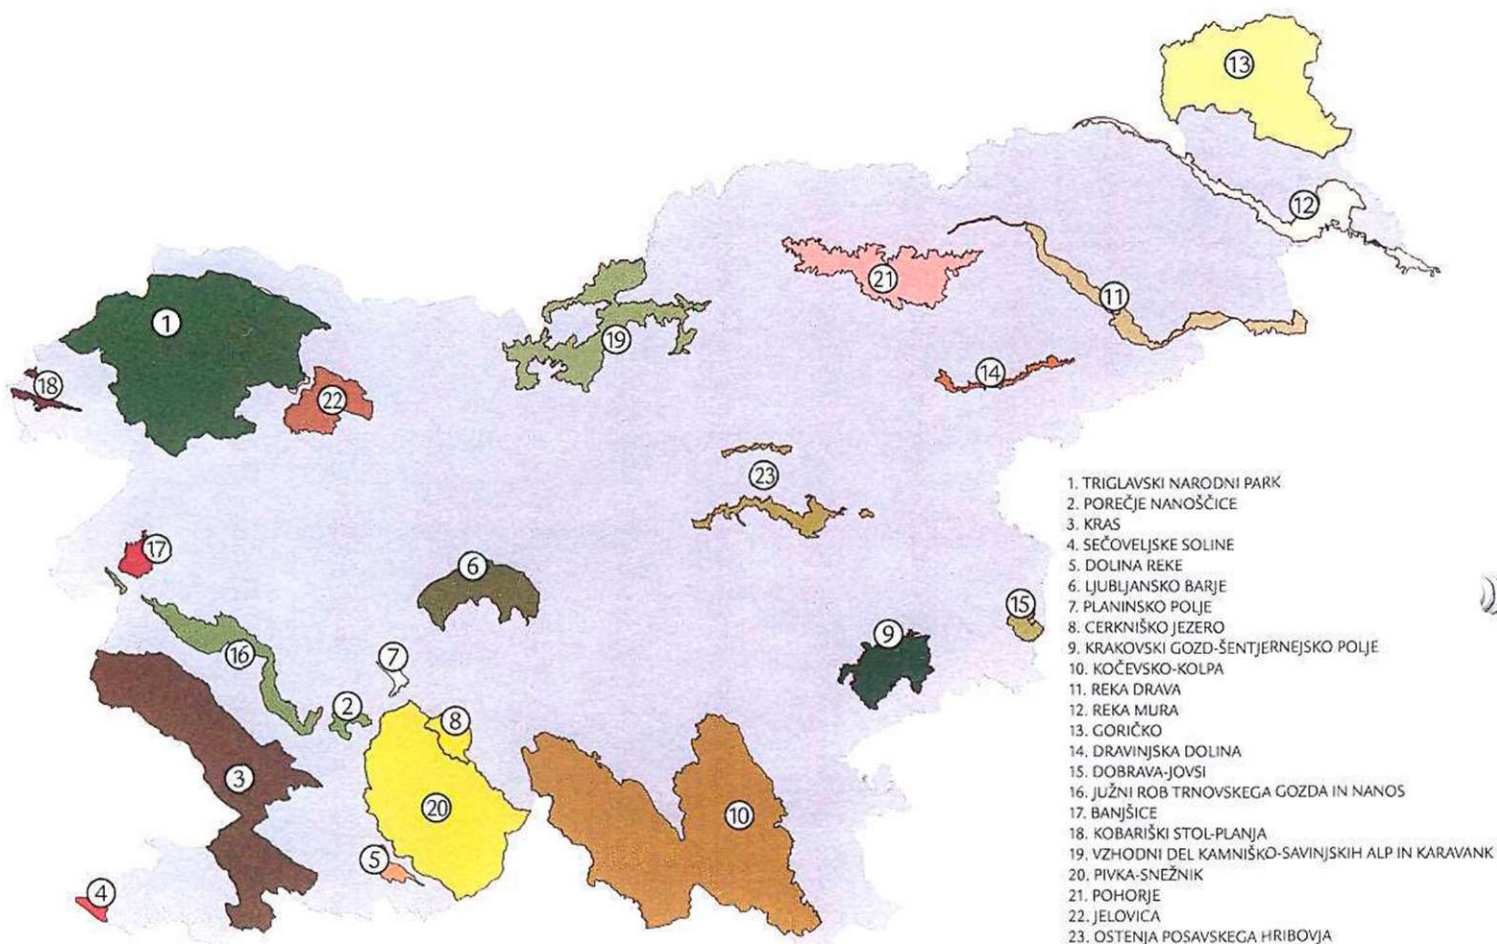 13
12
21
11
1
19
18
22
14
23
17
6
15
9
16
7
2
8
3
20
10
5
4
1. TRIGLAVSKI NARODNI PARK
2. POREČJE NANOŠČICE
3. KRAS
4. SEČOVELJSKE SOLINE
5. DOLINA REKE
6. LJUBLJANSKO BARJE
7. PLANINSKO POLJE
8. CERKNIŠKO JEZERO
9. KRAKOVSKI GOZD-ŠENTJERNEJSKO POLJE
10. KOČEVSKO-KOLPA
11. REKA DRAVA
12. REKA MURA
13. GORIČKO
14. DRAVINJSKA DOLINA
15. DOBRAVA-JOVSI
16. JUŽNI ROB TRNOVSKEGA GOZDA IN NANOS
17. BANJŠICE
18. KOBARIŠKI STOL-PLANJA
19. VZHODNI DEL KAMNIŠKO-SAVINJSKIH ALP IN KARAVANK
20. PIVKA-SNEŽNIK
21. POHORJE
22. JELOVICA
23. OSTENJA POSAVSKEGA HRIBOVJA